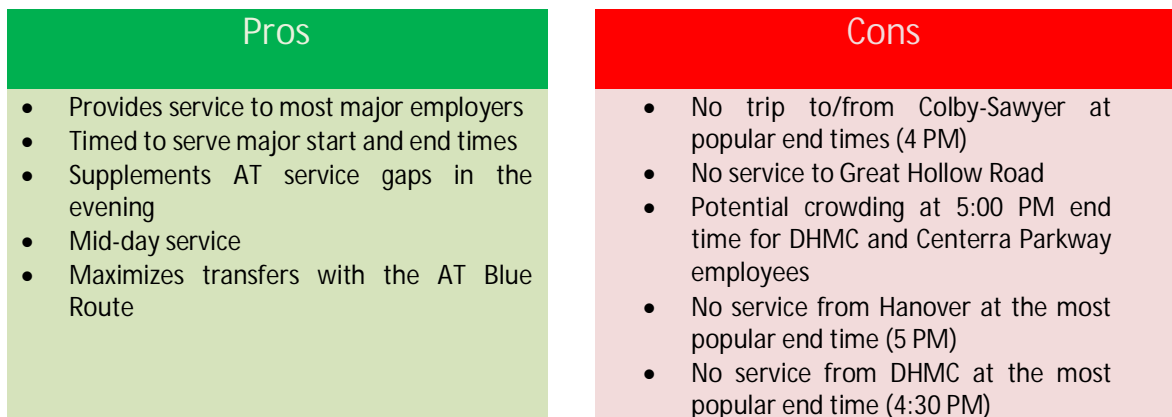 Pros
• Provides service to most major employers
• Timed to serve major start and end times
• Supplements AT service gaps in the
evening
• Mid-day service
• Maximizes transfers with the AT Blue
Route
Cons
• No trip to/from Colby-Sawyer at
popular end times (4 PM)
• No service to Great Hollow Road
• Potential crowding at 5:00 PM end
time for DHMC and Centerra Parkway
employees
• No service from Hanover at the most
popular end time (5 PM)
• No service from DHMC at the most
popular end time (4:30 PM)